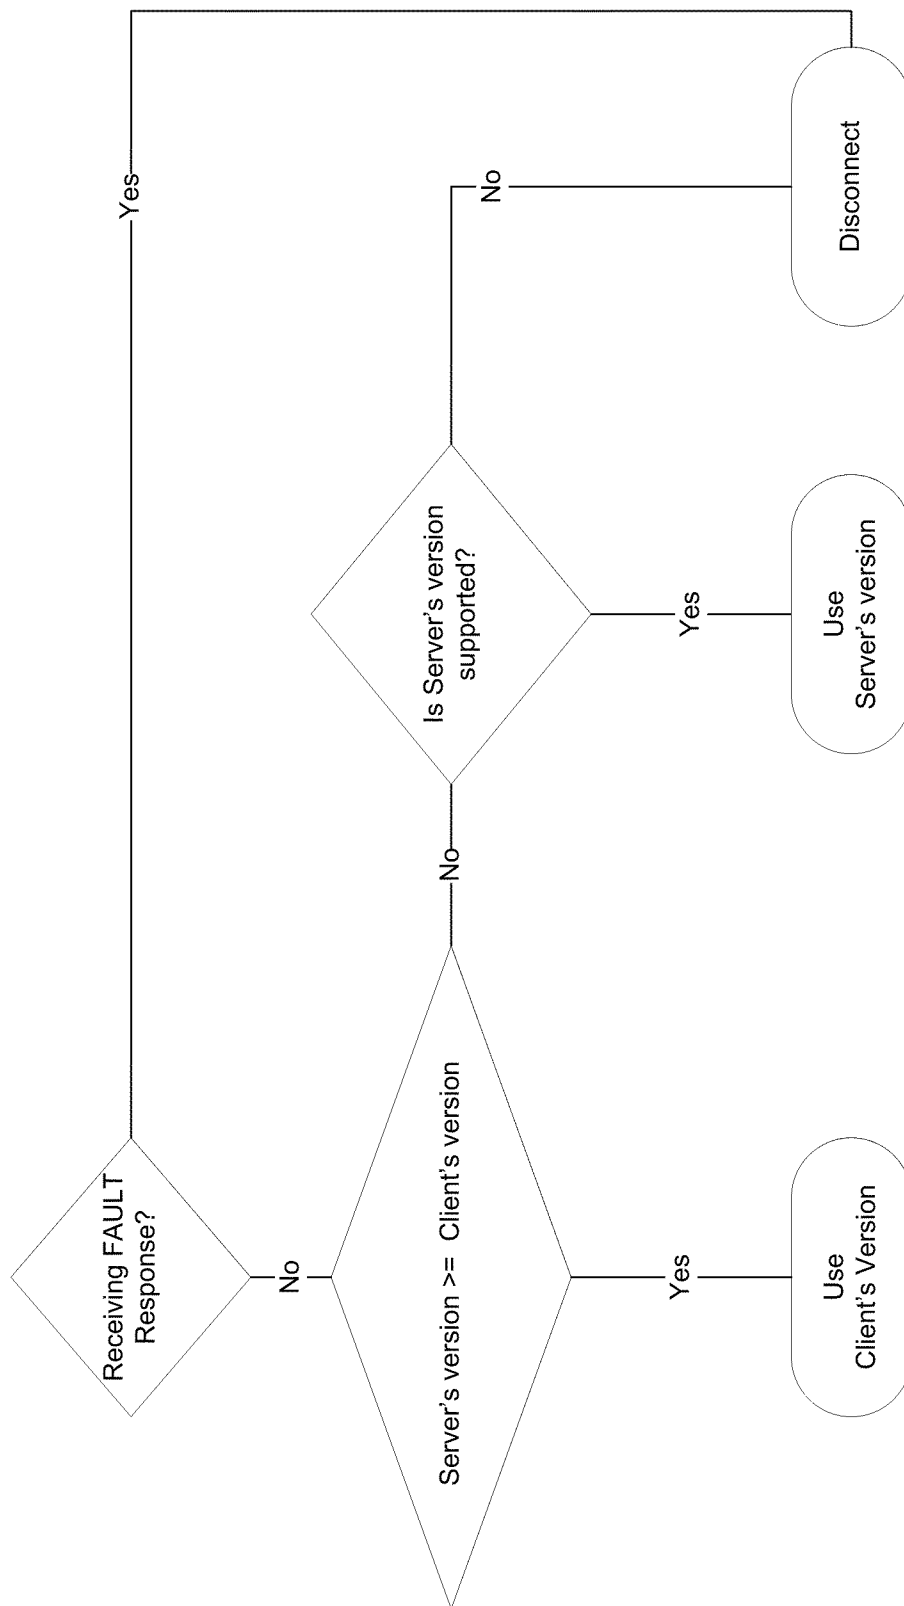 Receiving FAULT
Response?
Yes
No
Server's version >=  Client's version
No
Is Server's version
supported?
No
Yes
Yes
Use
Client's Version
Use
Server's version
Disconnect